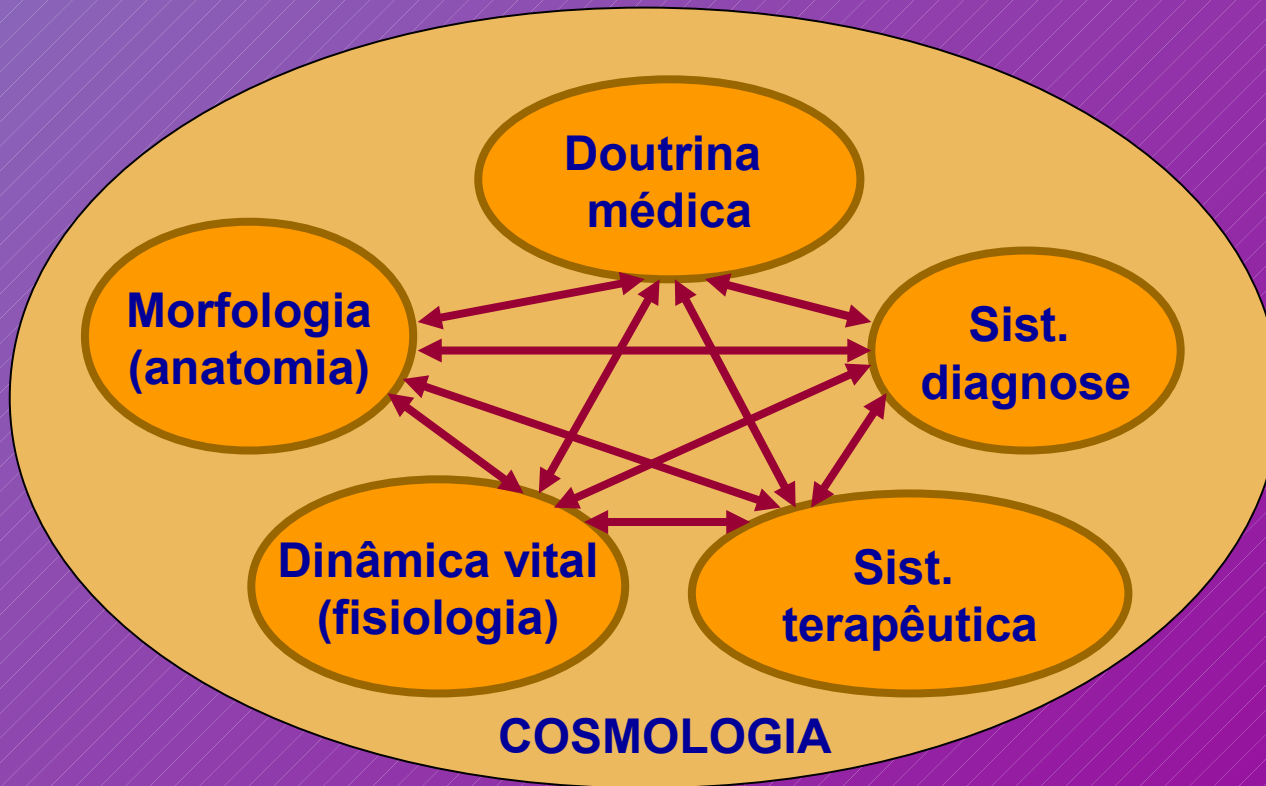 Doutrina
médica
Morfologia
(anatomia)
Sist.
diagnose
Dinâmica vital
(fisiologia)
Sist.
terapêutica
COSMOLOGIA